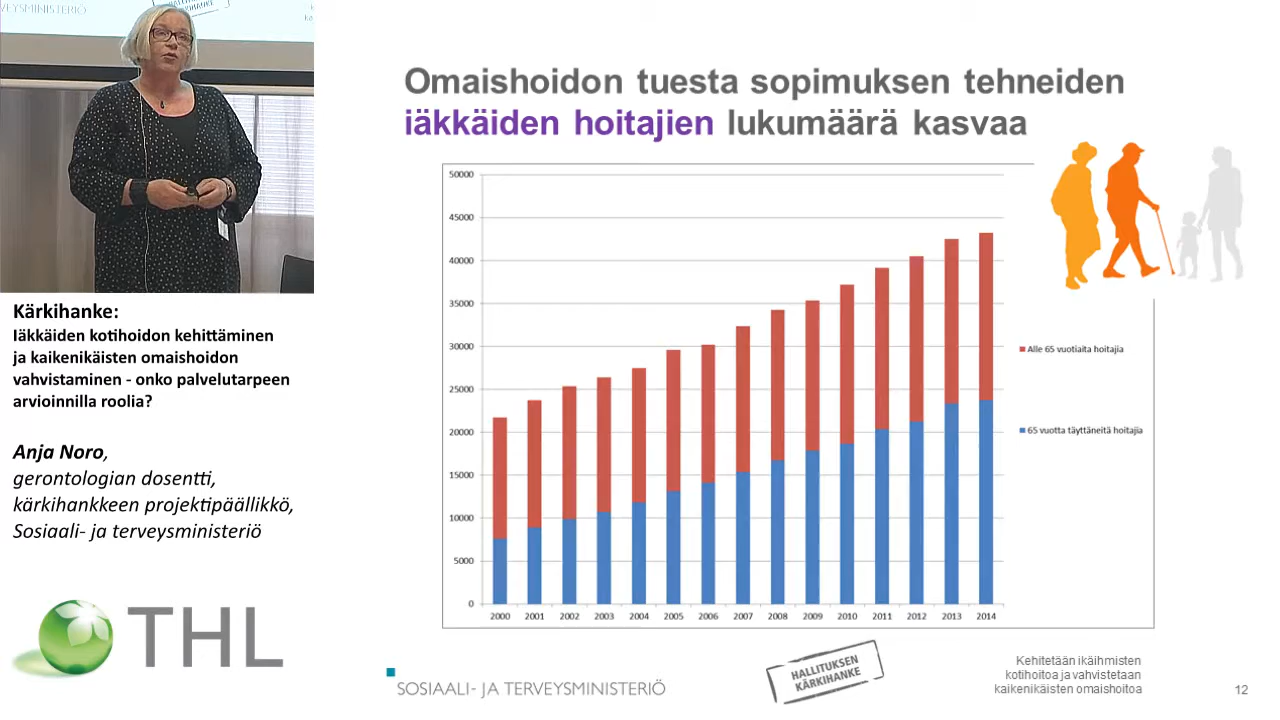 HALLITUKSEN
KÄRKIHANKE:
Omaishoidon tuesta sopimuksen tehneiden
iäkkäiden hoitajien lukumäärä kasvaa
50000
45000
40000
35000
30000
25000
20000
15000
10000
5000
0
2000 2001 2002 2003 2004 2005 2006 2007 2008 2009 2010 2011 2012 2013 2014
Alle 65 vuotiaita hoitajia
65 vuotta täyttäneitä hoitajia
Kärkihanke:
Iäkkäiden kotihoidon kehittäminen
ja kaikenikäisten omaishoidon
vahvistaminen - onko palvelutarpeen
arvioinnilla roolia?
Anja Noro,
gerontologian dosentti,
kärkihankkeen projektipäällikkö,
Sosiaali- ja terveysministeriö
THL
SOSIAALI- JA TERVEYSMINISTERIÖ
HALLITUKSEN
KÄRKIHANKE
Kehitetään ikäihmisten
kotihoitoa ja vahvistetaan
kaikenikäisten omaishoitoa
12